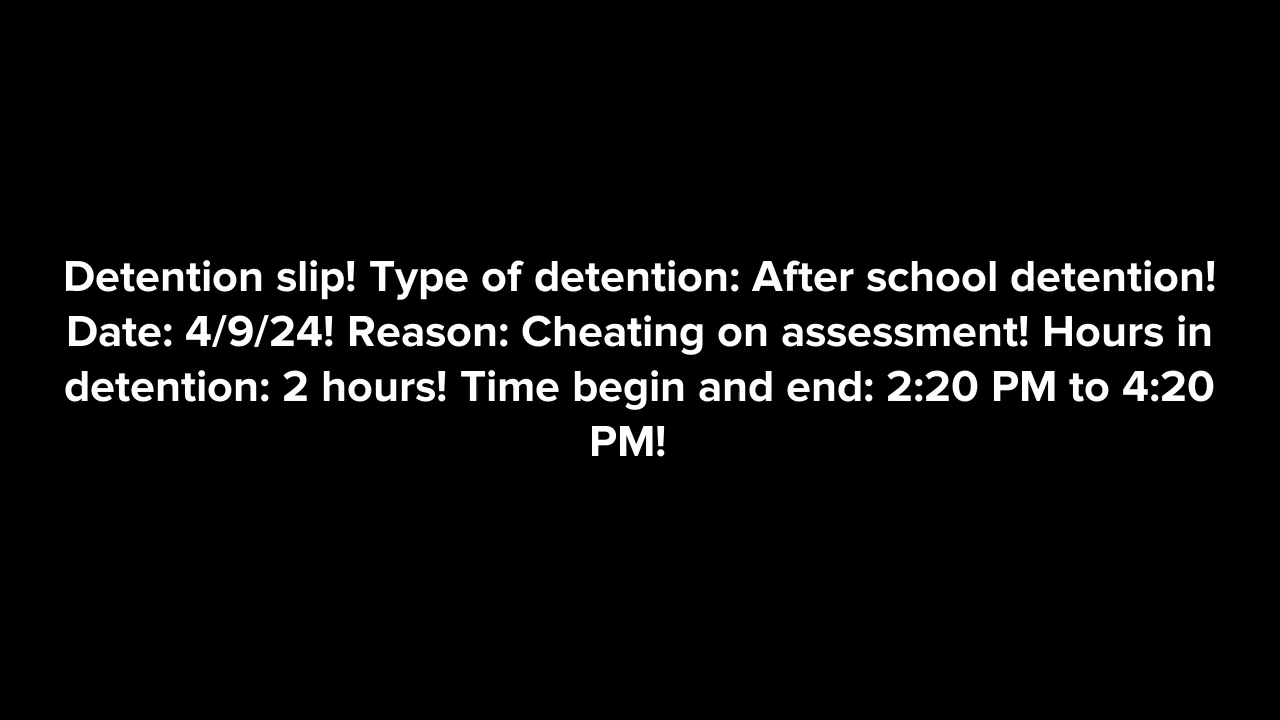 Detention slip! Type of detention: After school detention!
Date: 4/9/24! Reason: Cheating on assessment! Hours in
detention: 2 hours! Time begin and end: 2:20 PM to 4:20
PM!